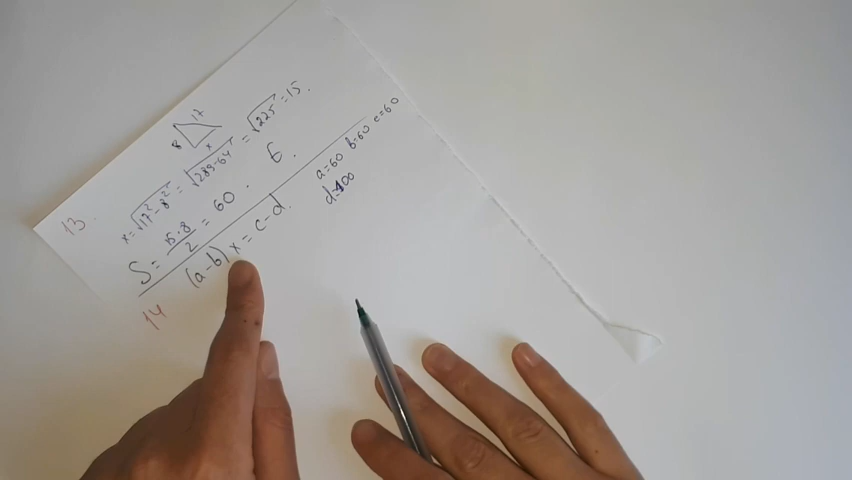 13.
8 17 x
x = √17² - 8² = √289-64 = √225 = 15.
S = 15·8 / 2 = 60. Б.
14
(a-b) x = c-d.
a=60 b=60 c=60
d=100